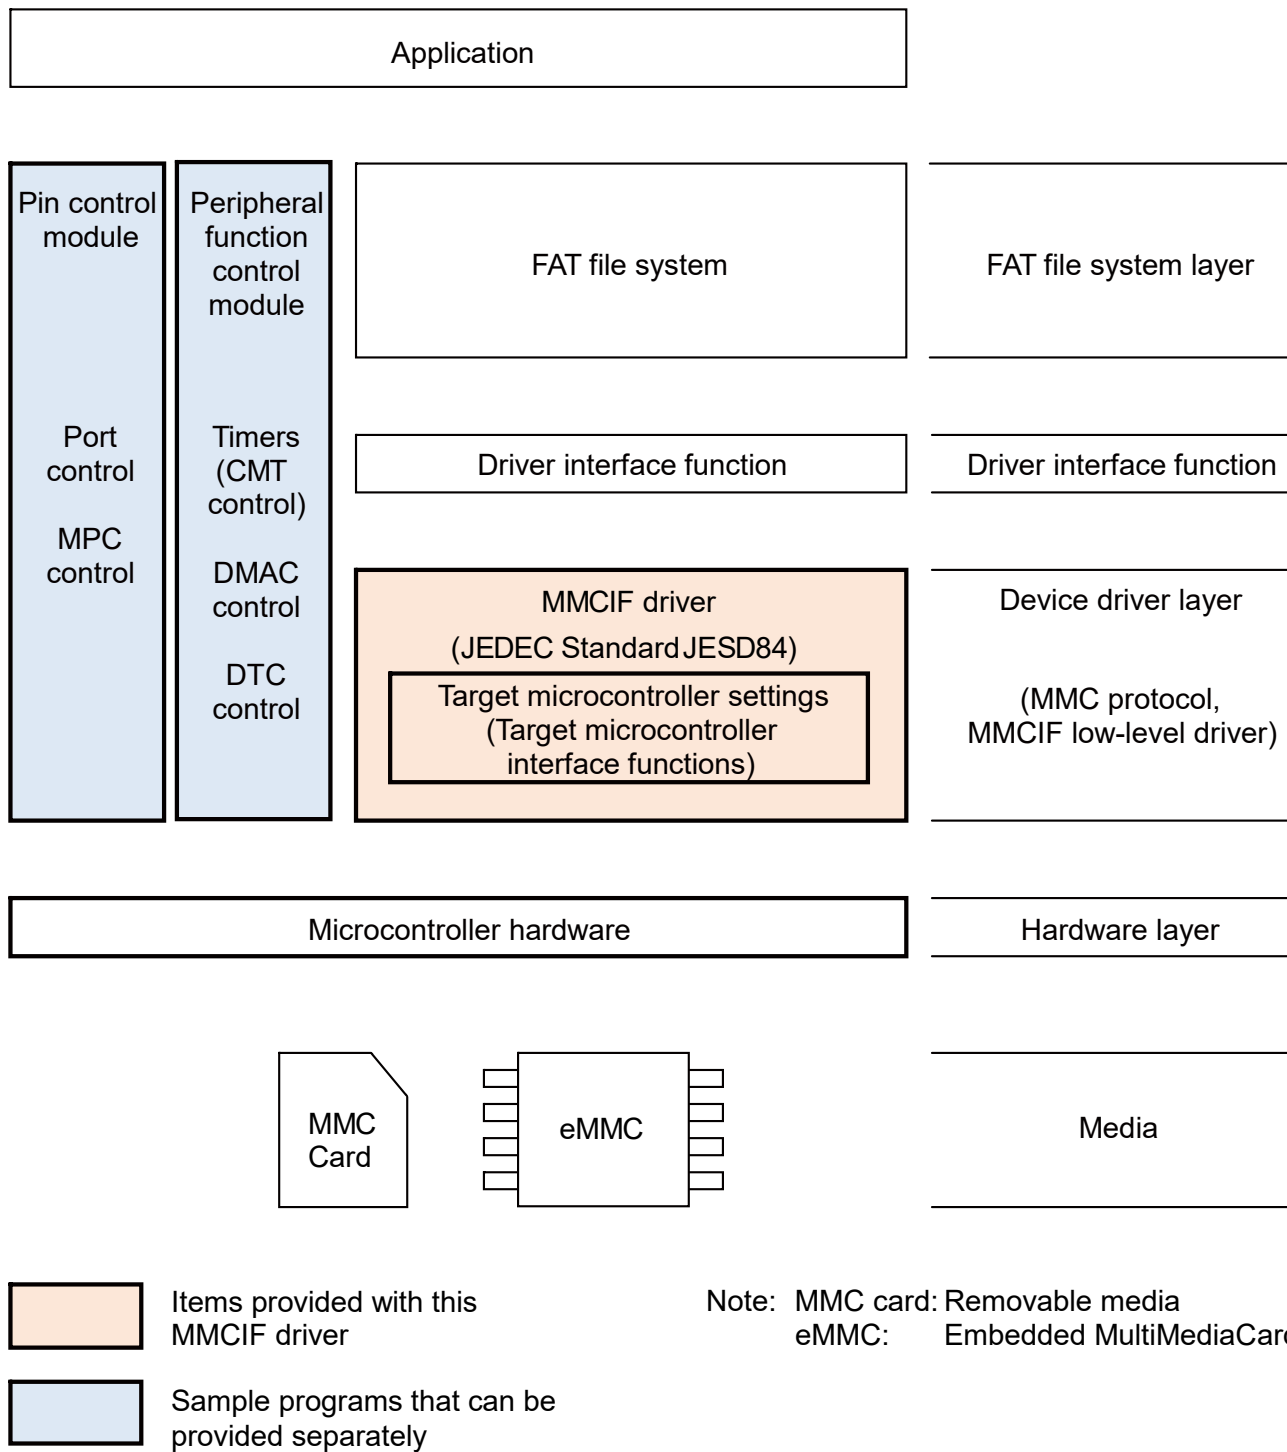 Application
Pin control
module
Port
control
MPC
control
Peripheral
function
control
module
Timers
(CMT
control)
DMAC
control
DTC
control
FAT file system
FAT file system layer
Driver interface function
Driver interface function
MMCIF driver
(JEDEC Standard JESD84)
Target microcontroller settings
(Target microcontroller
interface functions)
Device driver layer
(MMC protocol,
MMCIF low-level driver)
Microcontroller hardware
Hardware layer
MMC
Card
eMMC
Media
Items provided with this
MMCIF driver
Note: MMC card: Removable media
eMMC: Embedded
Sample programs that can be
provided separately